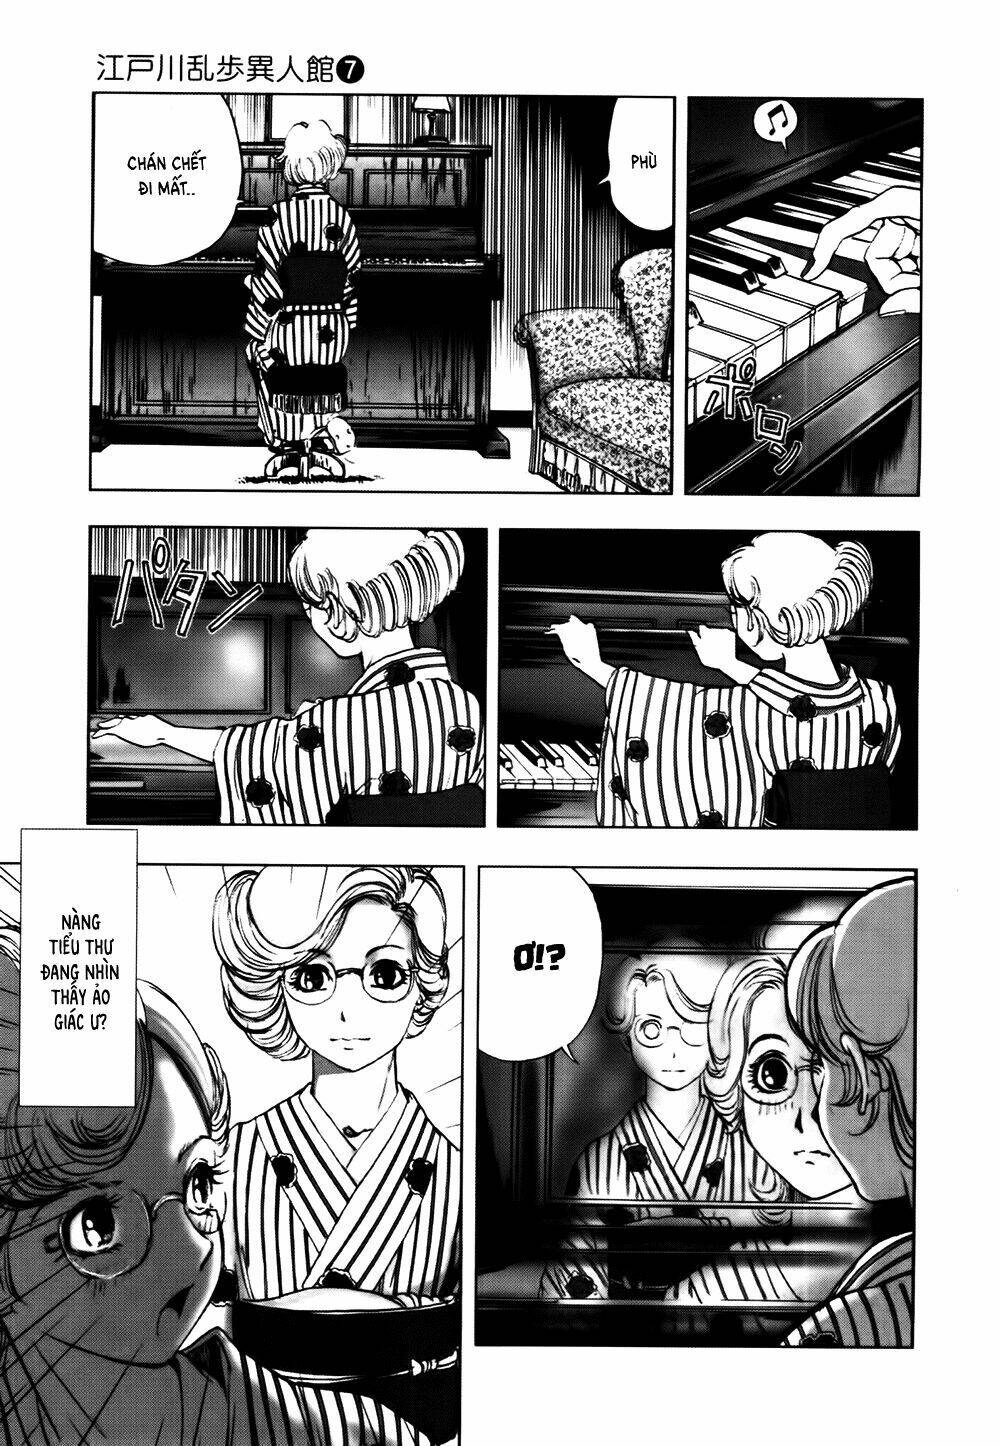 江戸川乱歩異人館7
ポロン
PHÙ
CHÁN CHẾT
ĐI MẤT..
パタン
Ơ!?
NÀNG
TIỂU THƯ
ĐANG NHÌN
THẤY ẢO
GIÁC Ư?